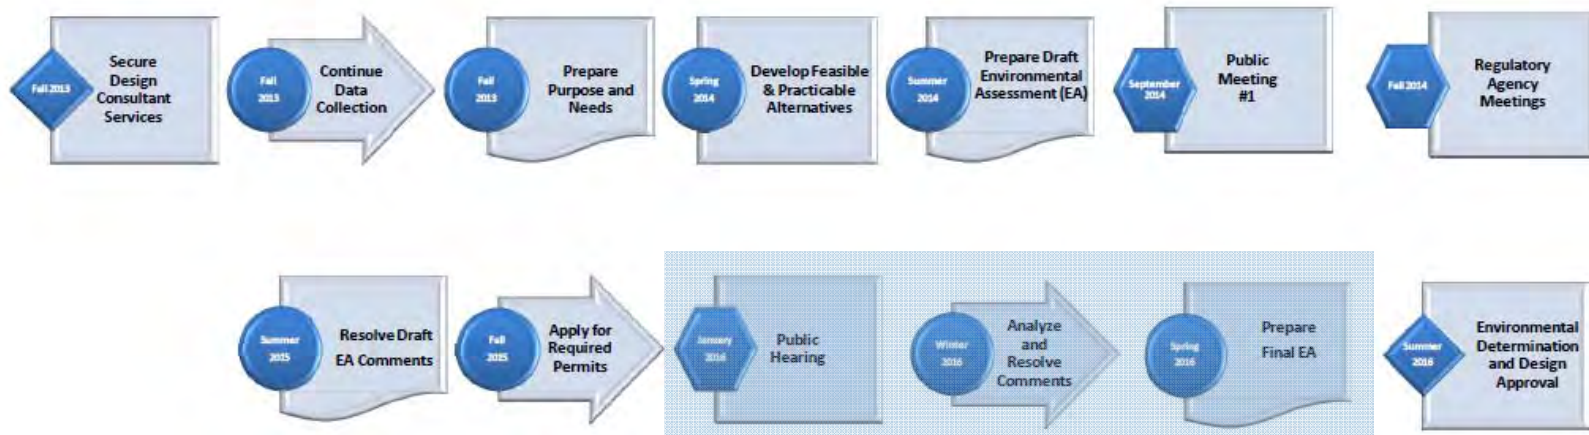 Fall 2013
Secure
Design
Consultant
Services
Fall
2013
Continue
Data
Collection
Fall
2013
Prepare
Purpose and
Needs
Spring
2014
Develop Feasible
& Practicable
Alternatives
Summer
2014
Prepare Draft
Environmental
Assessment (EA)
September
2014
Public
Meeting
#1
Fall 2014
Regulatory
Agency
Meetings
Summer
2015
Resolve Draft
EA Comments
Fall
2015
Apply for
Required
Permits
January
2016
Public
Hearing
Winter
2016
Analyze
and
Resolve
Comments
Spring
2016
Prepare
Final EA
Summer
2016
Environmental
Determination
and Design
Approval